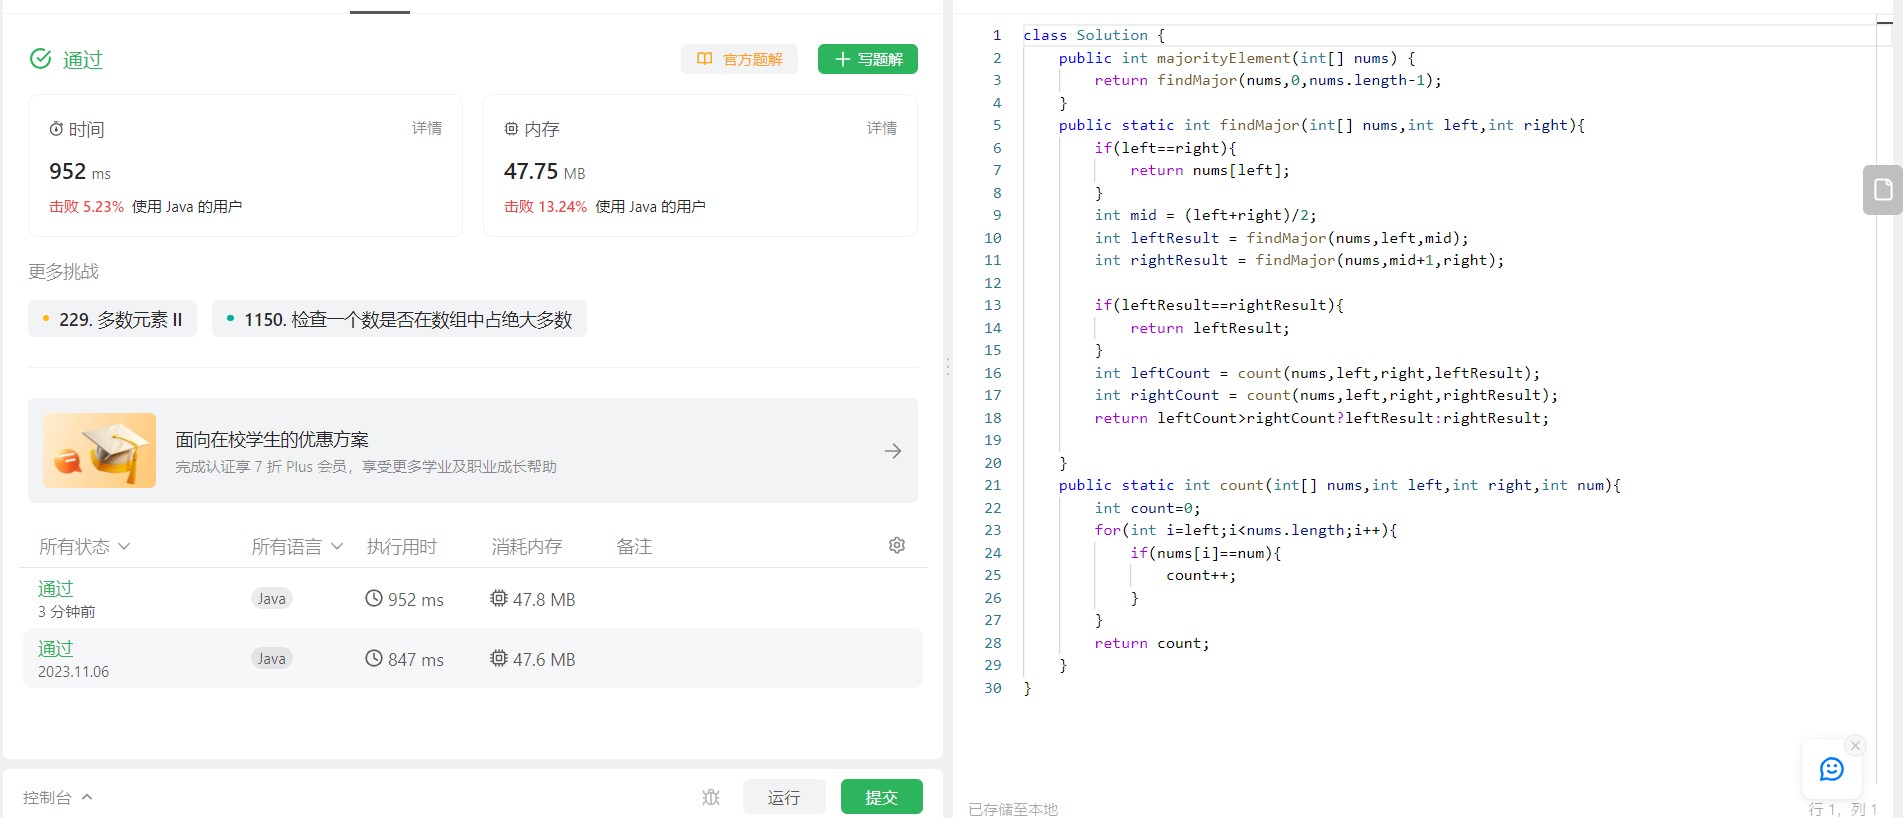 通过
官方题解
写题解
时间
详情
952 ms
击败 5.23% 使用 Java 的用户
内存
详情
47.75 MB
击败 13.24% 使用 Java 的用户
更多挑战
229. 多数元素 II
1150. 检查一个数是否在数组中占绝大多数
面向在校学生的优惠方案
完成认证享 7 折 Plus 会员，享受更多学业及职业成长帮助
所有状态 所有语言 执行用时 消耗内存 备注
通过
3 分钟前
Java 952 ms 47.8 MB
通过
2023.11.06
Java 847 ms 47.6 MB
控制台
运行
提交
1 class Solution {
2 public int majorityElement(int[] nums) {
3 return findMajor(nums,0,nums.length-1);
4 }
5 public static int findMajor(int[] nums,int left,int right){
6 if(left==right){
7 return nums[left];
8 }
9 int mid = (left+right)/2;
10 int leftResult = findMajor(nums,left,mid);
11 int rightResult = findMajor(nums,mid+1,right);
12
13 if(leftResult==rightResult){
14 return leftResult;
15 }
16 int leftCount = count(nums,left,right,leftResult);
17 int rightCount = count(nums,left,right,rightResult);
18 return leftCount>rightCount?leftResult:rightResult;
19
20 }
21 public static int count(int[] nums,int left,int right,int num){
22 int count=0;
23 for(int i=left;i<nums.length;i++){
24 if(nums[i]==num){
25 count++;
26 }
27 }
28 return count;
29 }
30 }
已存储至本地
行 1，列 1